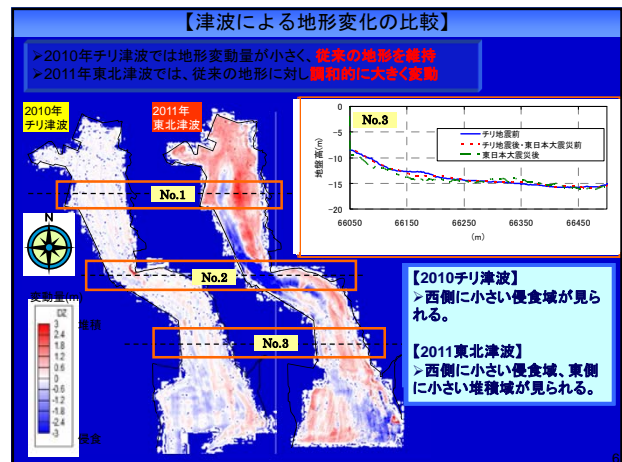 【津波による地形変化の比較】
➢2010年チリ津波では地形変動量が小さく、従来の地形を維持
➢2011年東北津波では、従来の地形に対し調和的に大きく変動
2010年
チリ津波
2011年
東北津波
No.1
No.2
No.3
N
変動量(m)
DZ
3
2.4
1.8
1.2
0.6
0
-0.6
-1.2
-1.8
-2.4
-3
堆積
侵食
No.3
チリ地震前
チリ地震後・東日本大震災前
東日本大震災後
地盤高(m)
0
-5
-10
-15
-20
66050
66150
66250
66350
66450
(m)
【2010チリ津波】
➢西側に小さい侵食域が見ら
れる。
【2011東北津波】
➢西側に小さい侵食域、東側
に小さい堆積域が見られる。